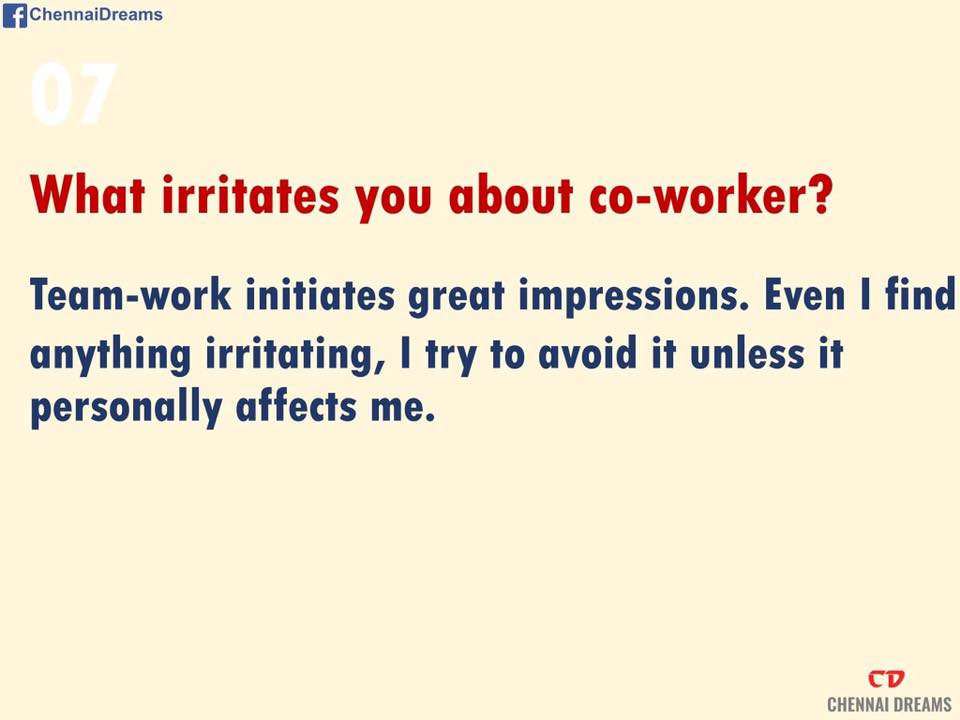 ChennaiDreams
07
What irritates you about co-worker?
Team-work initiates great impressions. Even I find
anything irritating, I try to avoid it unless it
personally affects me.
CD
CHENNAI DREAMS